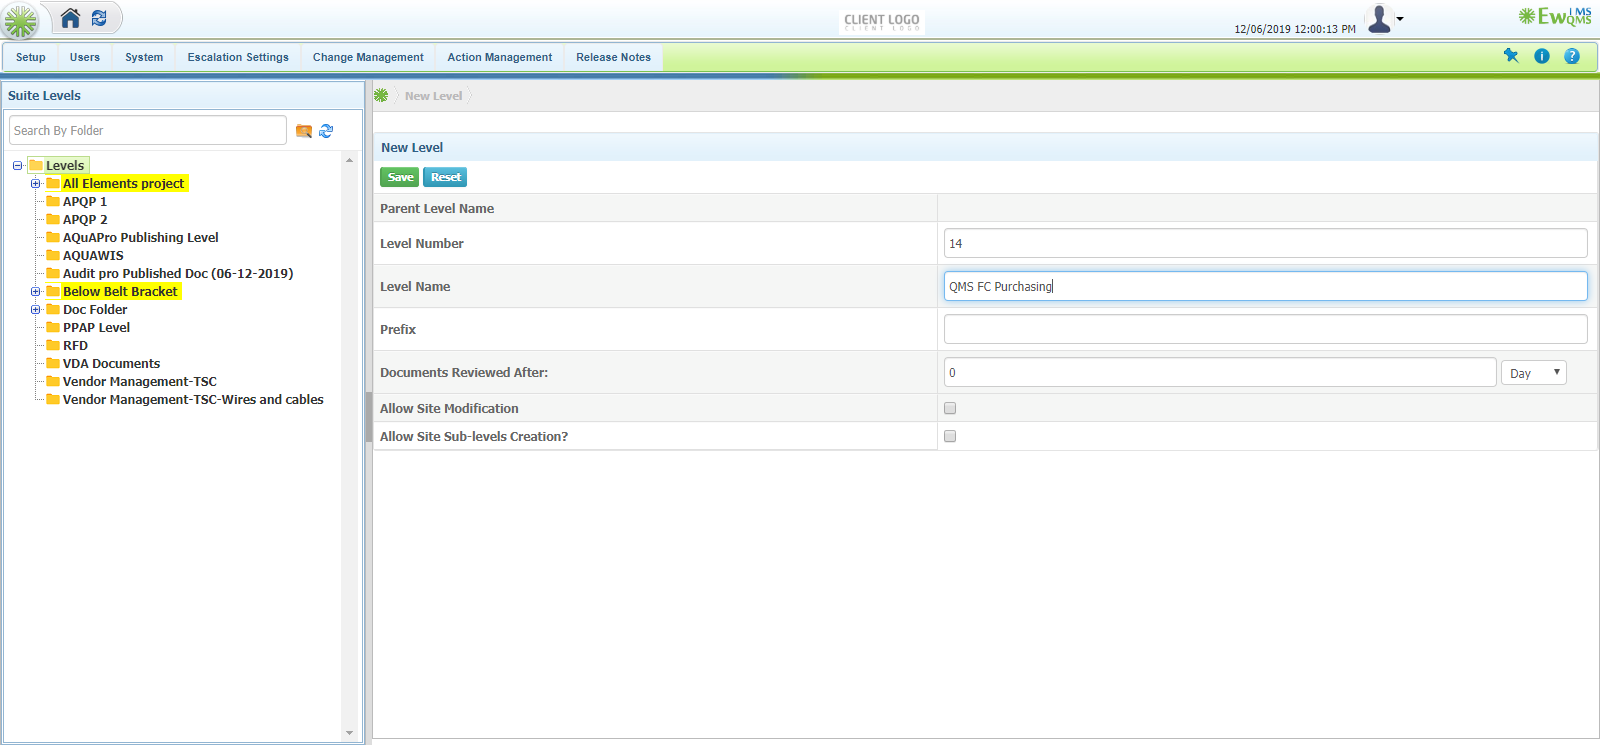 CLIENT LOGO
CLIENT LOGO
12/06/2019 12:00:13 PM
EwQMS
IMS
Setup Users System Escalation Settings Change Management Action Management Release Notes
Suite Levels
New Level
Search By Folder
New Level
Save Reset
Levels
All Elements project
APQP 1
APQP 2
AQuAPro Publishing Level
AQUAWIS
Audit pro Published Doc (06-12-2019)
Below Belt Bracket
Doc Folder
PPAP Level
RFD
VDA Documents
Vendor Management-TSC
Vendor Management-TSC-Wires and cables
Parent Level Name
Level Number 14
Level Name QMS FC Purchasing
Prefix
Documents Reviewed After: 0 Day
Allow Site Modification
Allow Site Sub-levels Creation?